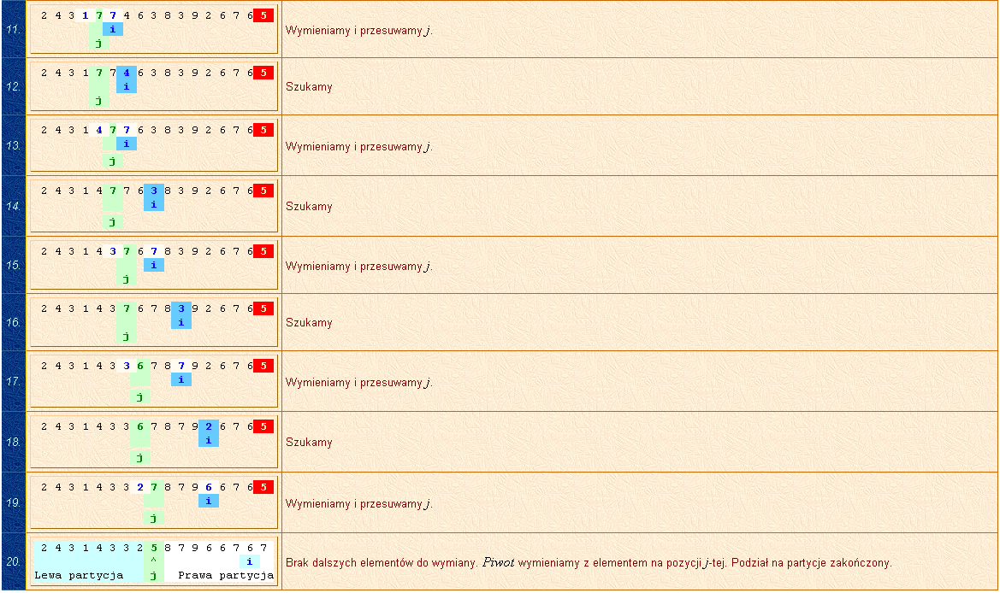 11.
2 4 3 1 7 7 4 6 3 8 3 9 2 6 7 6 5
i
j
Wymieniamy i przesuwamy j.
12.
2 4 3 1 7 7 4 6 3 8 3 9 2 6 7 6 5
i
j
Szukamy
13.
2 4 3 1 4 7 7 6 3 8 3 9 2 6 7 6 5
i
j
Wymieniamy i przesuwamy j.
14.
2 4 3 1 4 7 7 6 3 8 3 9 2 6 7 6 5
i
j
Szukamy
15.
2 4 3 1 4 3 7 6 7 8 3 9 2 6 7 6 5
i
j
Wymieniamy i przesuwamy j.
16.
2 4 3 1 4 3 7 6 7 8 3 9 2 6 7 6 5
i
j
Szukamy
17.
2 4 3 1 4 3 3 6 7 8 7 9 2 6 7 6 5
i
j
Wymieniamy i przesuwamy j.
18.
2 4 3 1 4 3 3 6 7 8 7 9 2 6 7 6 5
i
j
Szukamy
19.
2 4 3 1 4 3 3 2 7 8 7 9 6 6 7 6 5
i
j
Wymieniamy i przesuwamy j.
20.
2 4 3 1 4 3 3 2 5 8 7 9 6 6 7 6 7
^ i
Lewa partycja j Prawa partycja
Brak dalszych elementów do wymiany. Piwot wymieniamy z elementem na pozycji j-tej. Podział na partycje zakończony.